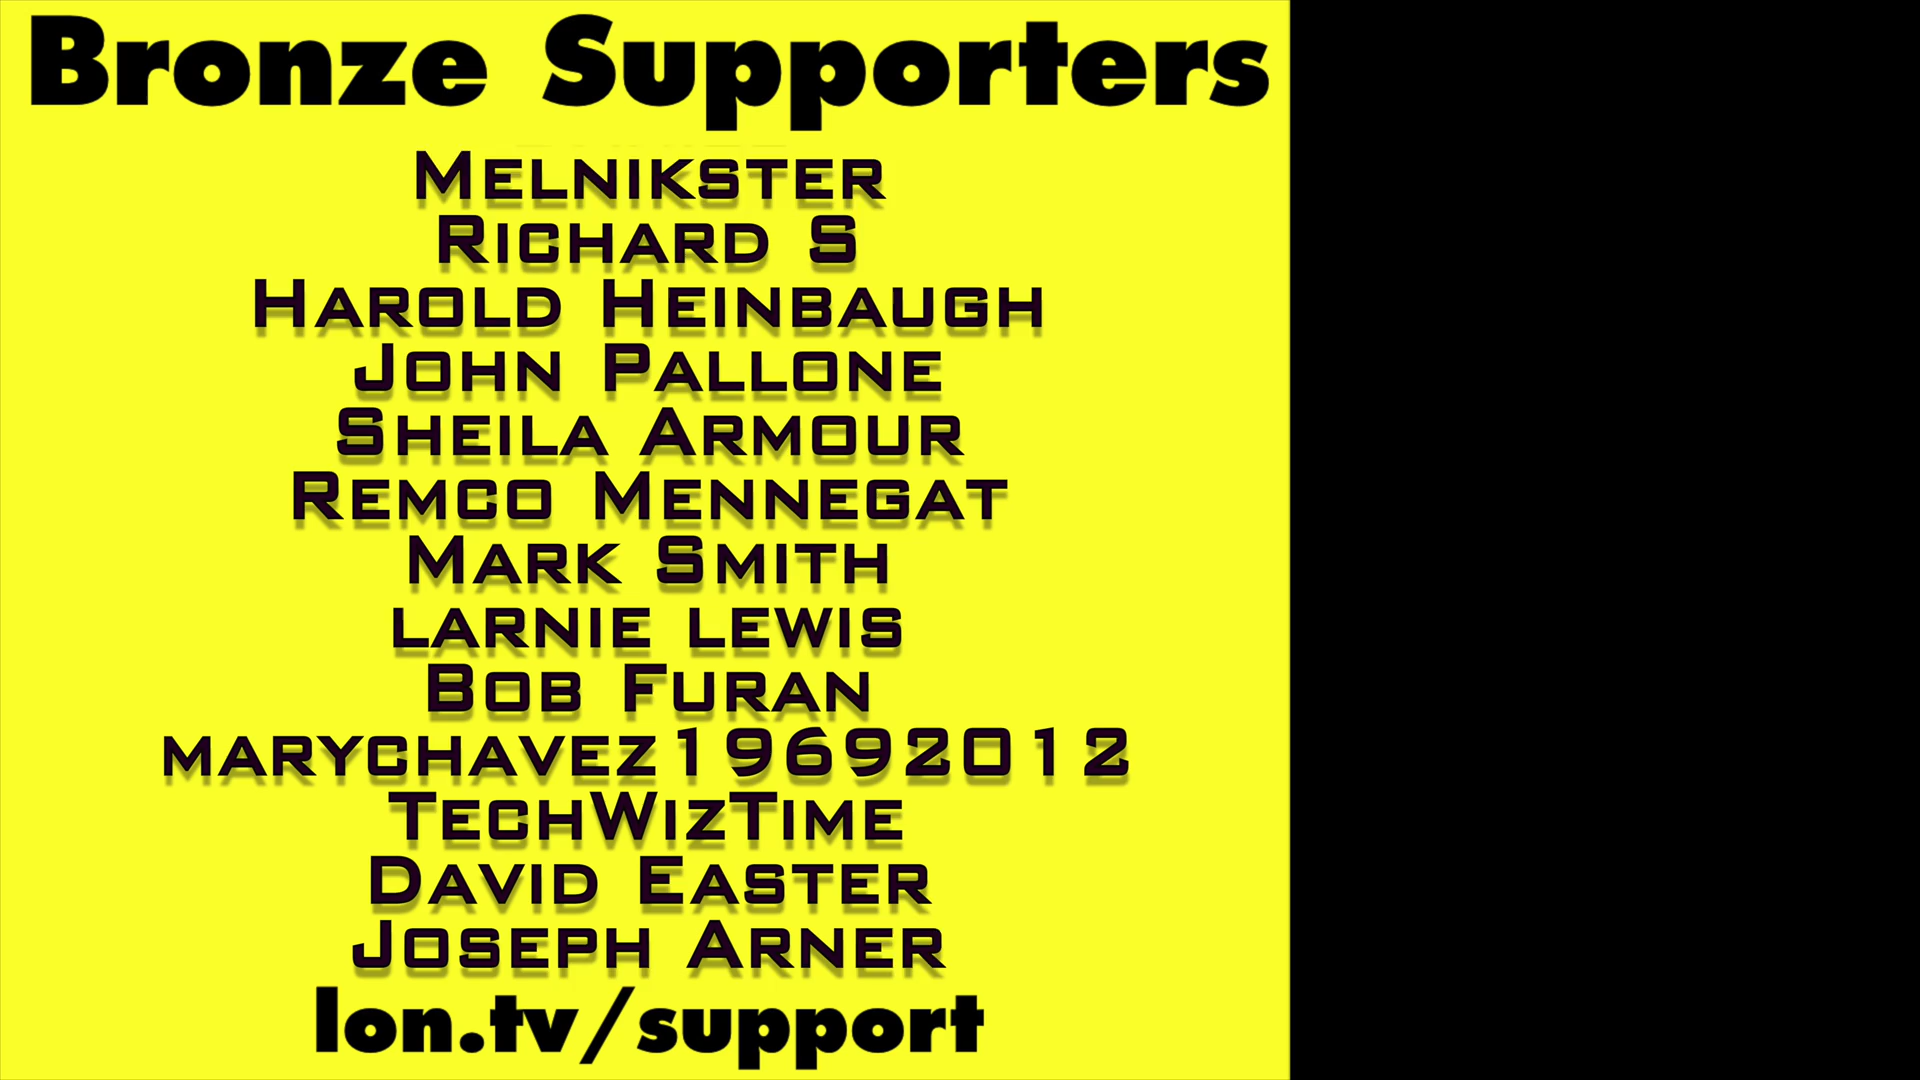 Bronze Supporters
Melnikster
Richard S
Harold Heinbaugh
John Pallone
Sheila Armour
Remco Mennegat
Mark Smith
larnie lewis
Bob Furan
marychavez19692012
TechWizTime
David Easter
Joseph Arner
lon.tv/support